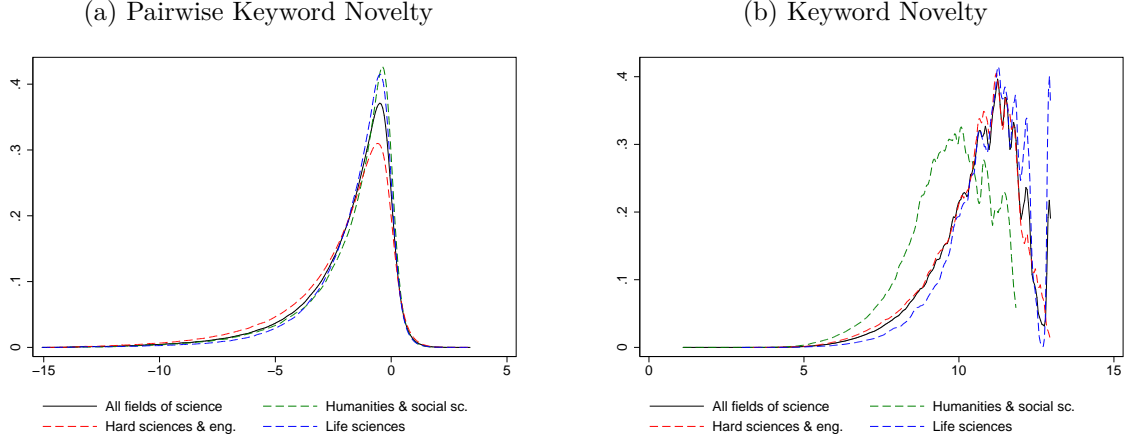 (a) Pairwise Keyword Novelty
(b) Keyword Novelty
.4
.3
.2
.1
0
-15
-10
-5
0
5
All fields of science
Humanities & social sc.
Hard sciences & eng.
Life sciences
.4
.3
.2
.1
0
0
5
10
15
All fields of science
Humanities & social sc.
Hard sciences & eng.
Life sciences